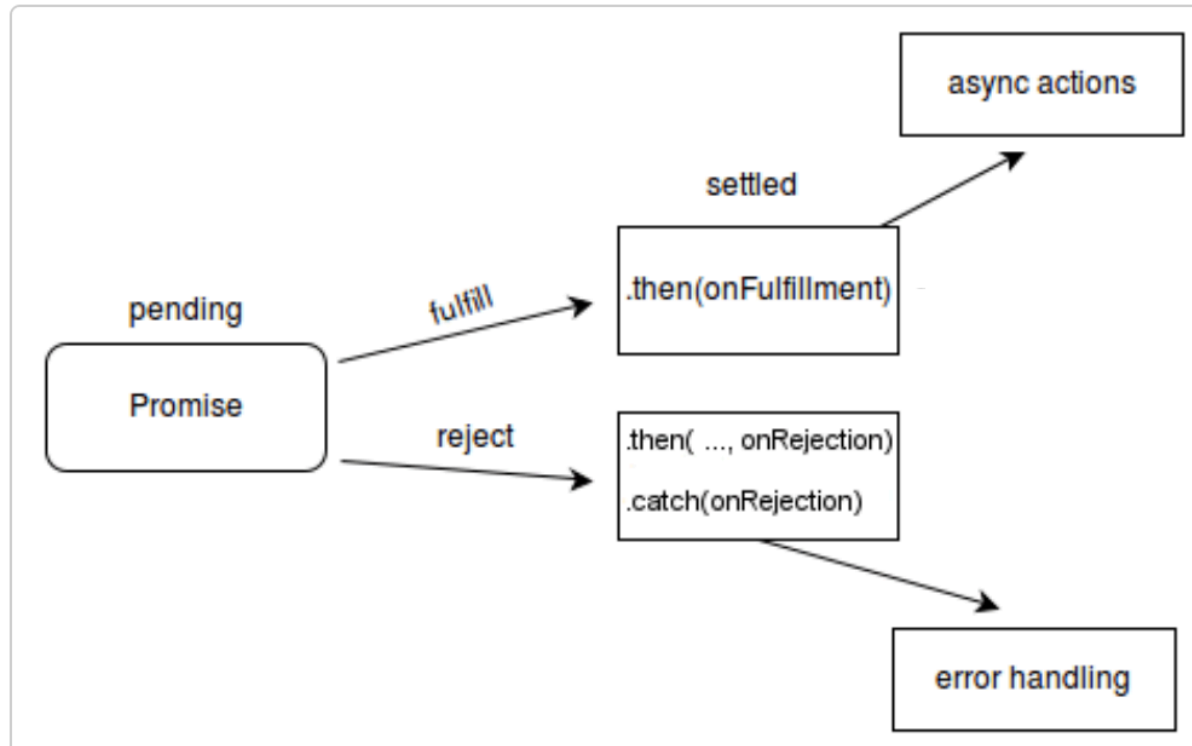 async actions
settled
.then(onFulfillment)
pending
fulfill
Promise
reject
.then( ..., onRejection)
.catch(onRejection)
error handling